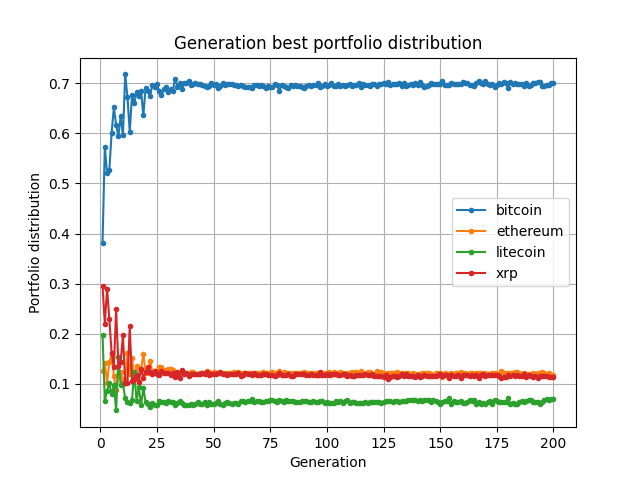 Generation best portfolio distribution
Portfolio distribution
0.7
0.6
0.5
0.4
0.3
0.2
0.1
bitcoin
ethereum
litecoin
xrp
0 25 50 75 100 125 150 175 200
Generation